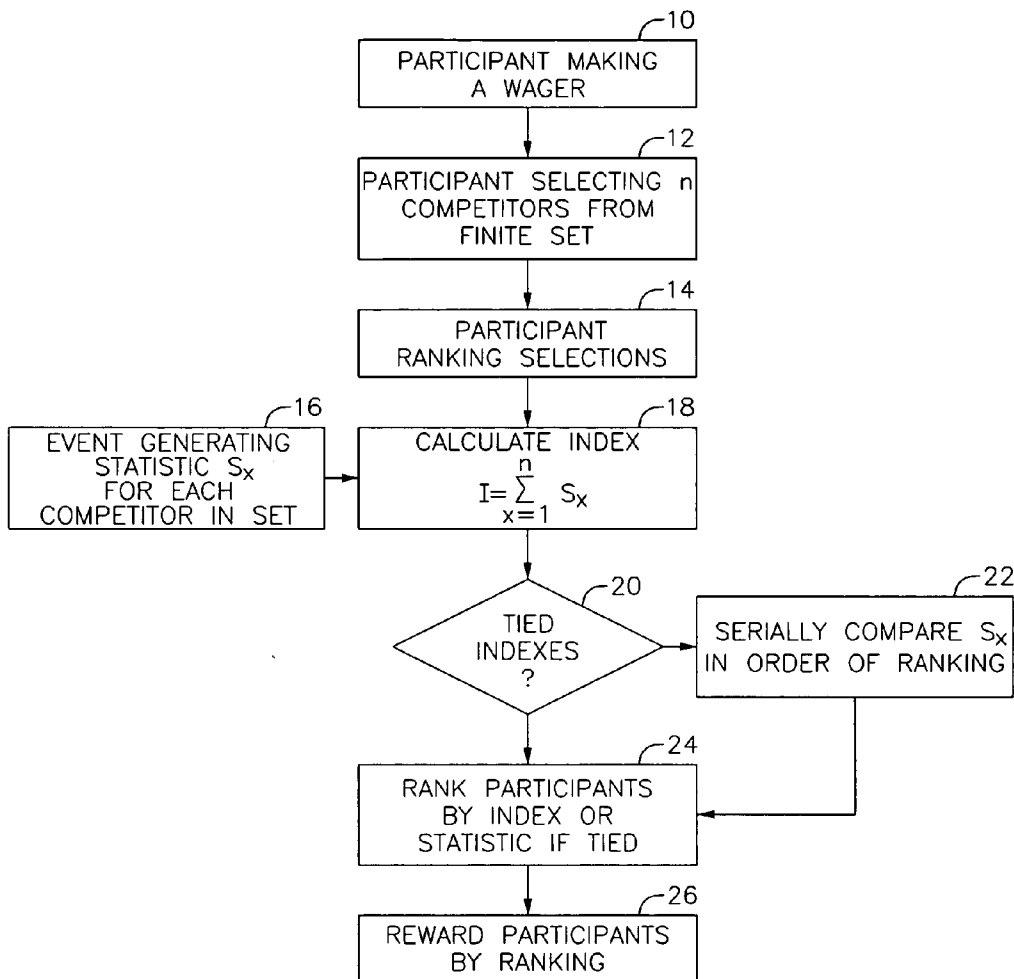 10
PARTICIPANT MAKING
A WAGER
12
PARTICIPANT SELECTING n
COMPETITORS FROM
FINITE SET
14
PARTICIPANT
RANKING SELECTIONS
16
EVENT GENERATING
STATISTIC Sx
FOR EACH
COMPETITOR IN SET
18
CALCULATE INDEX
n
I=∑ Sx
x=1
20
TIED
INDEXES
?
22
SERIALLY COMPARE Sx
IN ORDER OF RANKING
24
RANK PARTICIPANTS
BY INDEX OR
STATISTIC IF TIED
26
REWARD PARTICIPANTS
BY RANKING